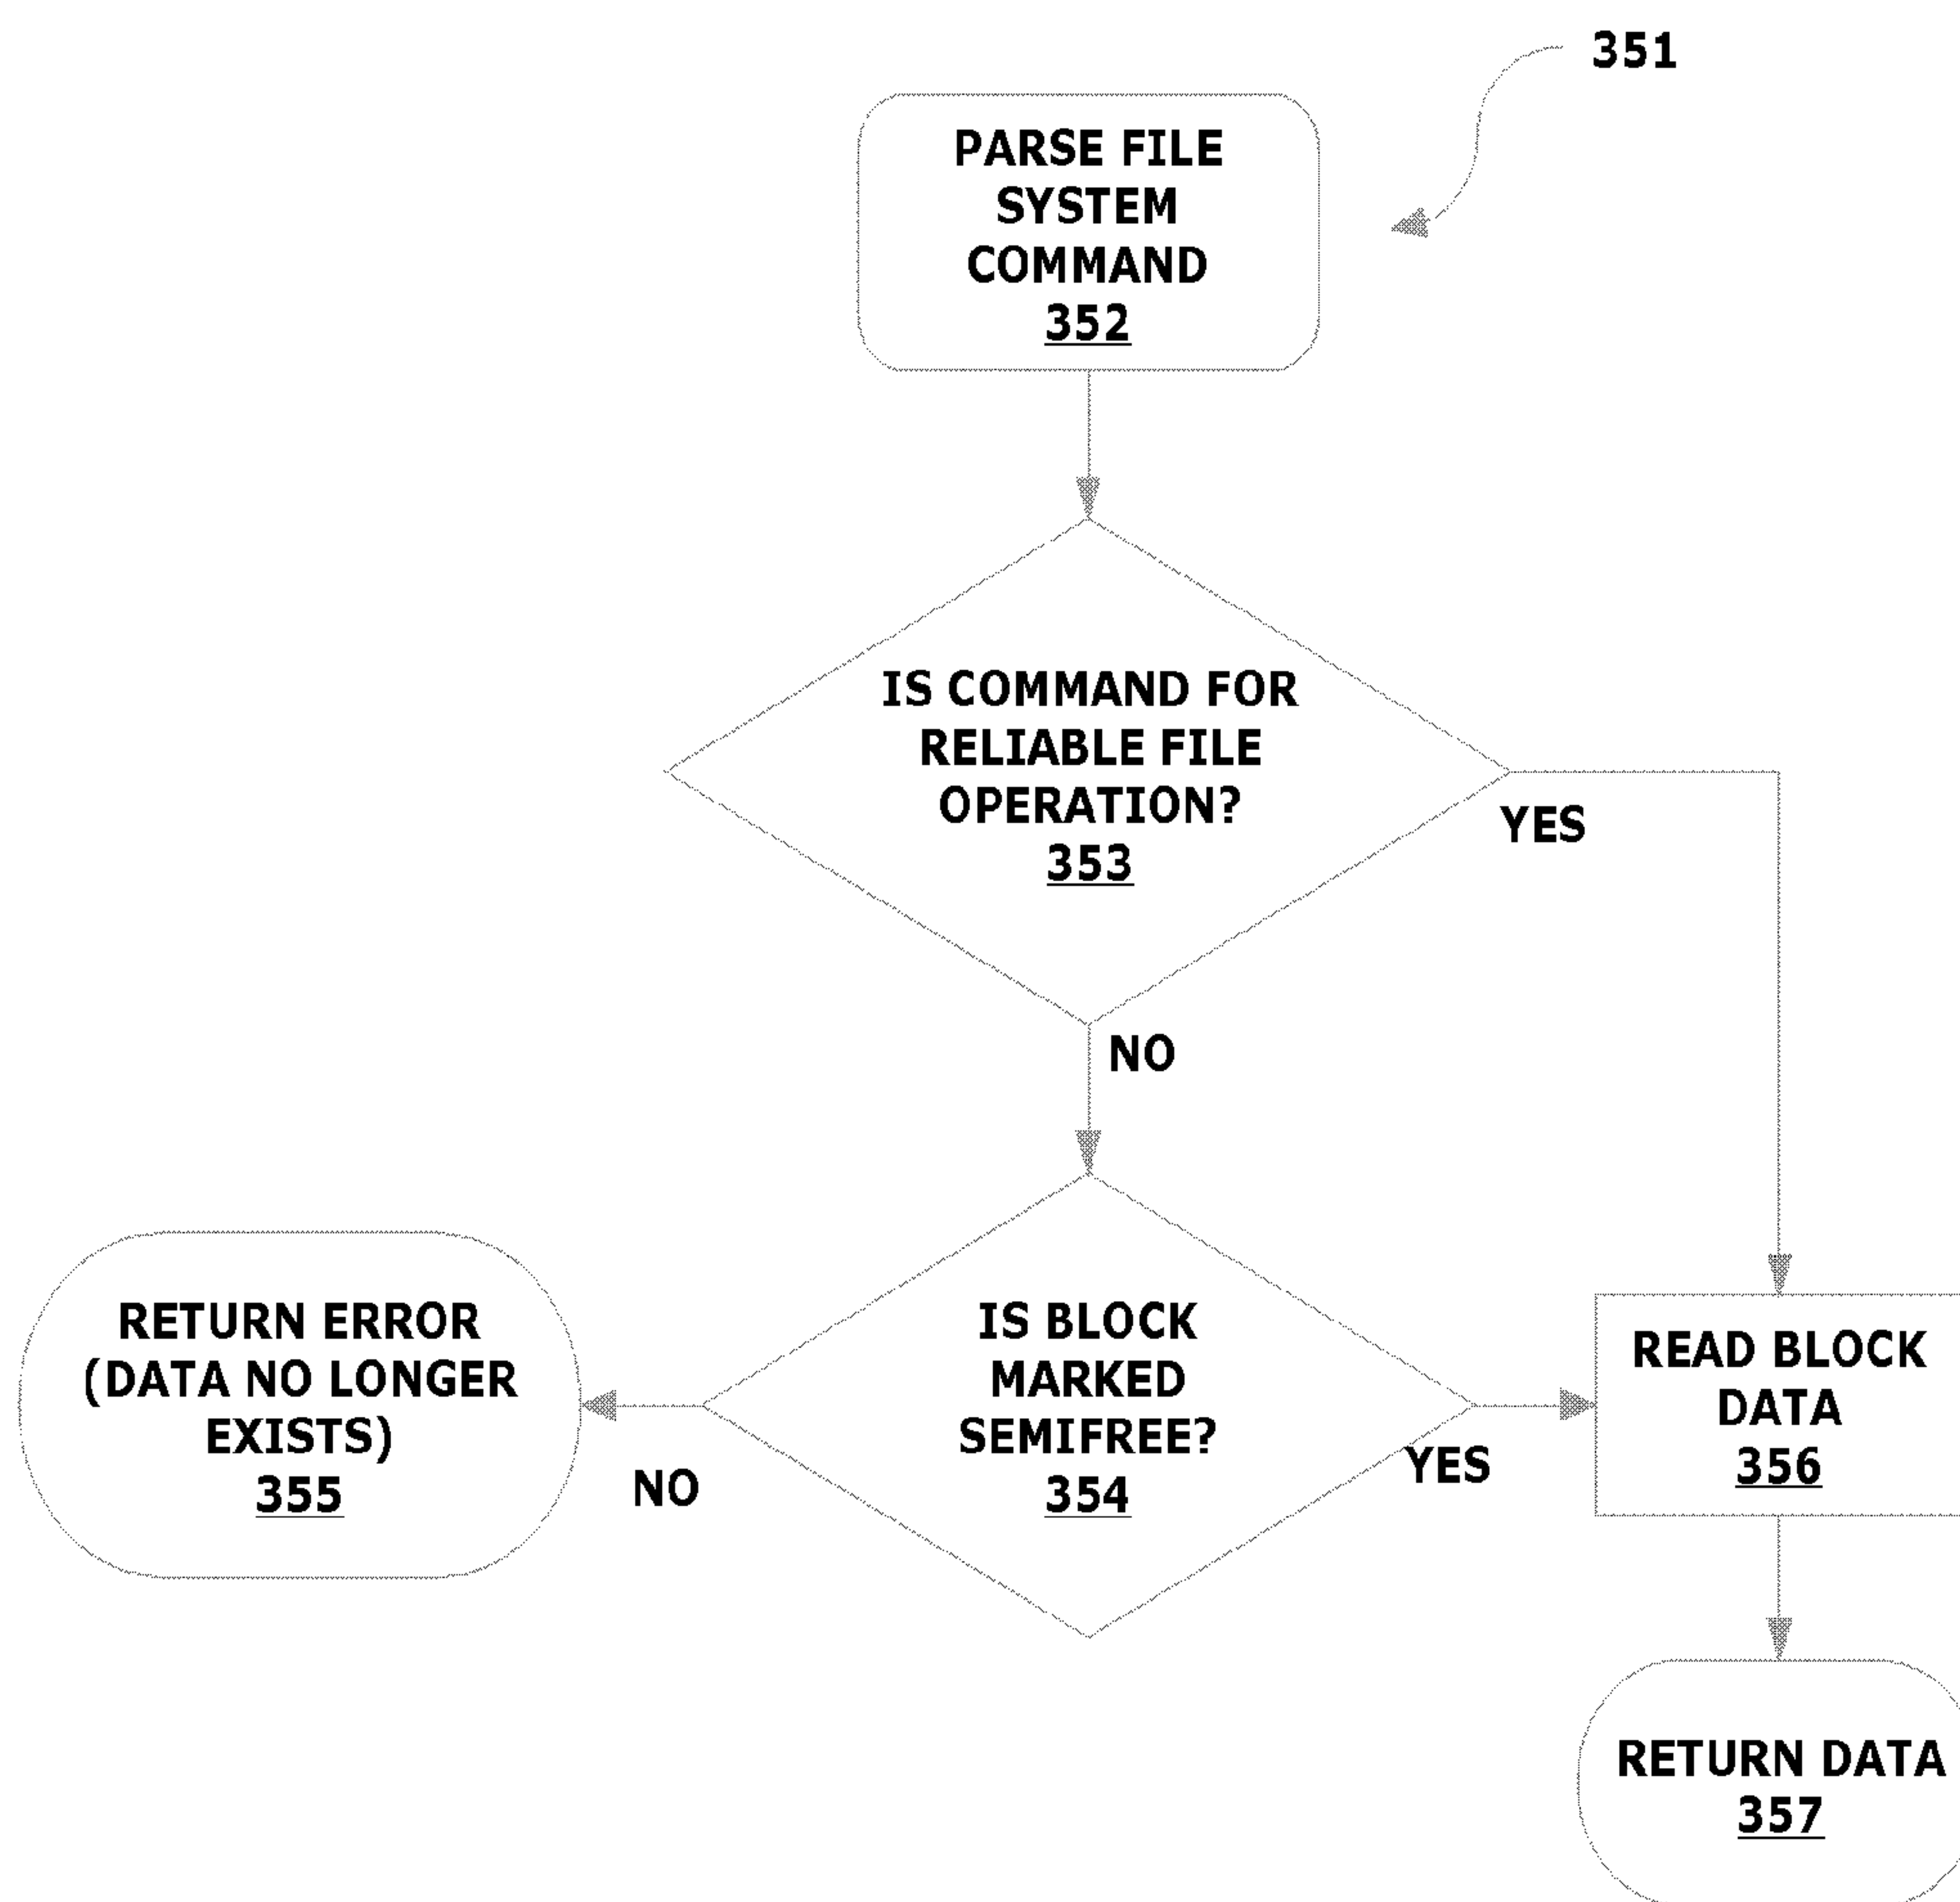 351
PARSE FILE
SYSTEM
COMMAND
352
IS COMMAND FOR
RELIABLE FILE
OPERATION?
353
YES
NO
RETURN ERROR
(DATA NO LONGER
EXISTS)
355
NO
IS BLOCK
MARKED
SEMIFREE?
354
YES
READ BLOCK
DATA
356
RETURN DATA
357